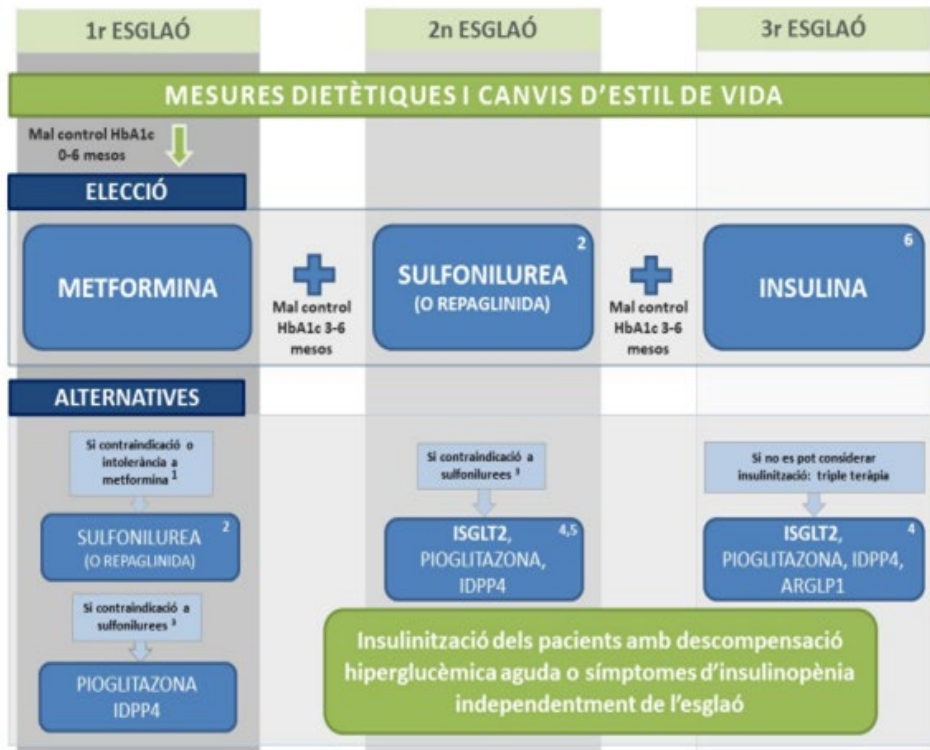 1r ESGLAÓ
2n ESGLAÓ
3r ESGLAÓ
MESURES DIETÈTIQUES I CANVIS D'ESTIL DE VIDA
Mal control HbA1c
0-6 mesos
ELECCIÓ
METFORMINA
Mal control
HbA1c 3-6
mesos
2
SULFONILUREA
(O REPAGLINIDA)
Mal control
HbA1c 3-6
mesos
6
INSULINA
ALTERNATIVES
Si contraindicació o
intolerància a
metformina 1
2
SULFONILUREA
(O REPAGLINIDA)
Si contraindicació a
sulfonilurees 3
PIOGLITAZONA
IDPP4
Si contraindicació a
sulfonilurees 3
4,5
ISGLT2,
PIOGLITAZONA,
IDPP4
Si no es pot considerar
insulinització: triple teràpia
4
ISGLT2,
PIOGLITAZONA, IDPP4,
ARGLP1
Insulinització dels pacients amb descompensació
hiperglucèmica aguda o símptomes d'insulinopènia
independentment de l'esglaó